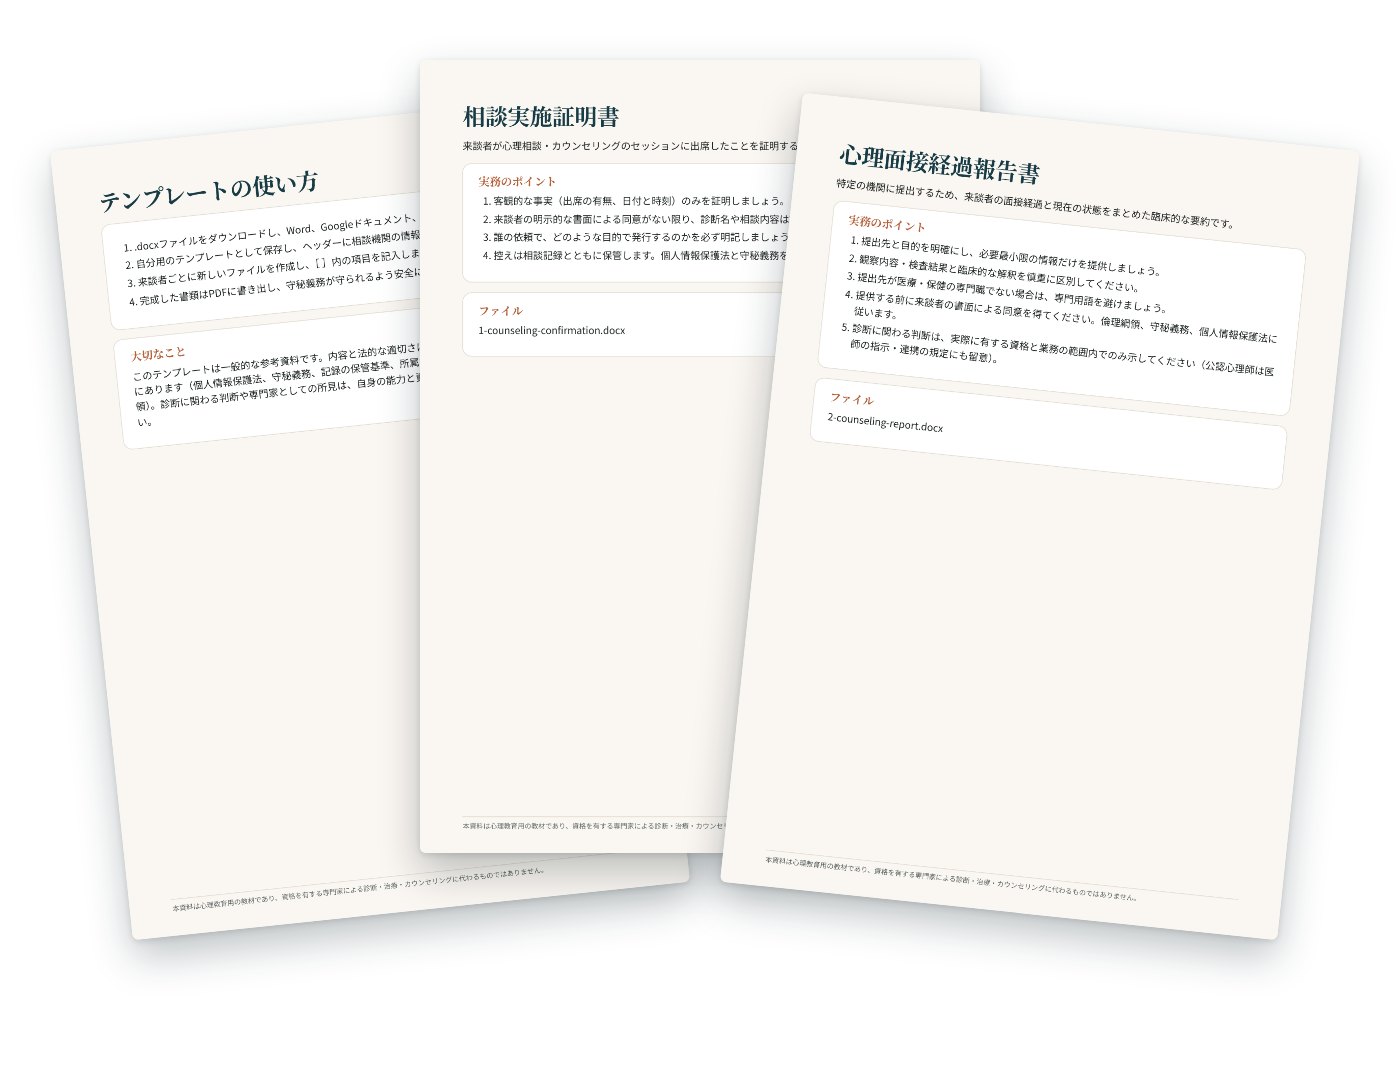 テンプレートの使い方
1. .docxファイルをダウンロードし、Word、Googleドキュメント、
2. 自分用のテンプレートとして保存し、ヘッダーに相談機関の情報
3. 来談者ごとに新しいファイルを作成し、[ ] 内の項目を記入しま
4. 完成した書類はPDFに書き出し、守秘義務が守られるよう安全に
大切なこと
このテンプレートは一般的な参考資料です。内容と法的な適切さは
にあります（個人情報保護法、守秘義務、記録の保管基準、所属
領）。診断に関わる判断や専門家としての所見は、自身の能力と資
い。
本資料は心理教育用の教材であり、資格を有する専門家による診断・治療・カウンセリングに代わるものではありません。
相談実施証明書
来談者が心理相談・カウンセリングのセッションに出席したことを証明する
実務のポイント
1. 客観的な事実（出席の有無、日付と時刻）のみを証明しましょう。
2. 来談者の明示的な書面による同意がない限り、診断名や相談内容は
3. 誰の依頼で、どのような目的で発行するのかを必ず明記しましょう
4. 控えは相談記録とともに保管します。個人情報保護法と守秘義務を
ファイル
1-counseling-confirmation.docx
本資料は心理教育用の教材であり、資格を有する専門家による診断・治療・カウンセ
心理面接経過報告書
特定の機関に提出するため、来談者の面接経過と現在の状態をまとめた臨床的な要約です。
実務のポイント
1. 提出先と目的を明確にし、必要最小限の情報だけを提供しましょう。
2. 観察内容・検査結果と臨床的な解釈を慎重に区別してください。
3. 提出先が医療・保健の専門職でない場合は、専門用語を避けましょう。
4. 提供する前に来談者の書面による同意を得てください。倫理綱領、守秘義務、個人情報保護法に
従います。
5. 診断に関わる判断は、実際に有する資格と業務の範囲内でのみ示してください（公認心理師は医
師の指示・連携の規定にも留意）。
ファイル
2-counseling-report.docx
本資料は心理教育用の教材であり、資格を有する専門家による診断・治療・カウンセリングに代わるものではありません。